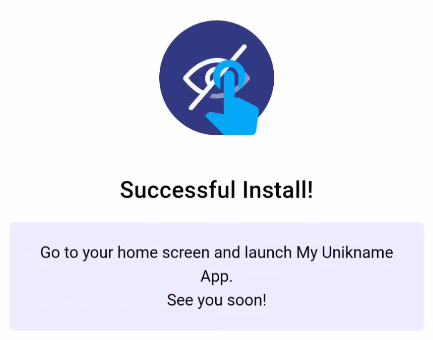 Successful Install!
Go to your home screen and launch My Unikname
App.
See you soon!